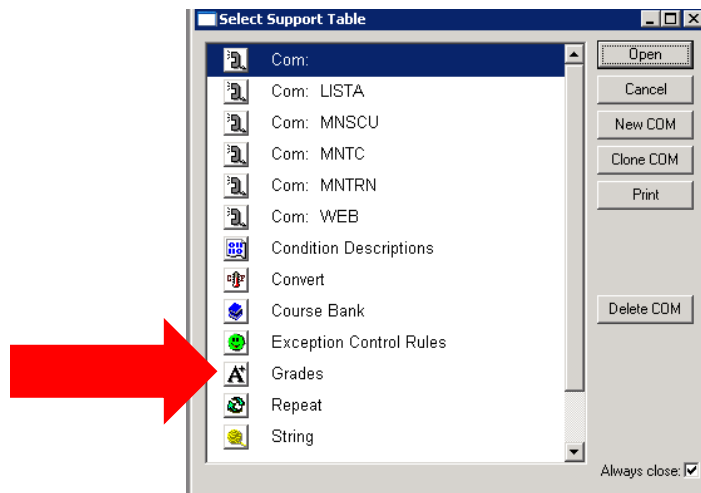 Select Support Table
Com:
Com: LISTA
Com: MNSCU
Com: MNTC
Com: MNTRN
Com: WEB
Condition Descriptions
Convert
Course Bank
Exception Control Rules
A+ Grades
Repeat
String
Open
Cancel
New COM
Clone COM
Print
Delete COM
Always close: